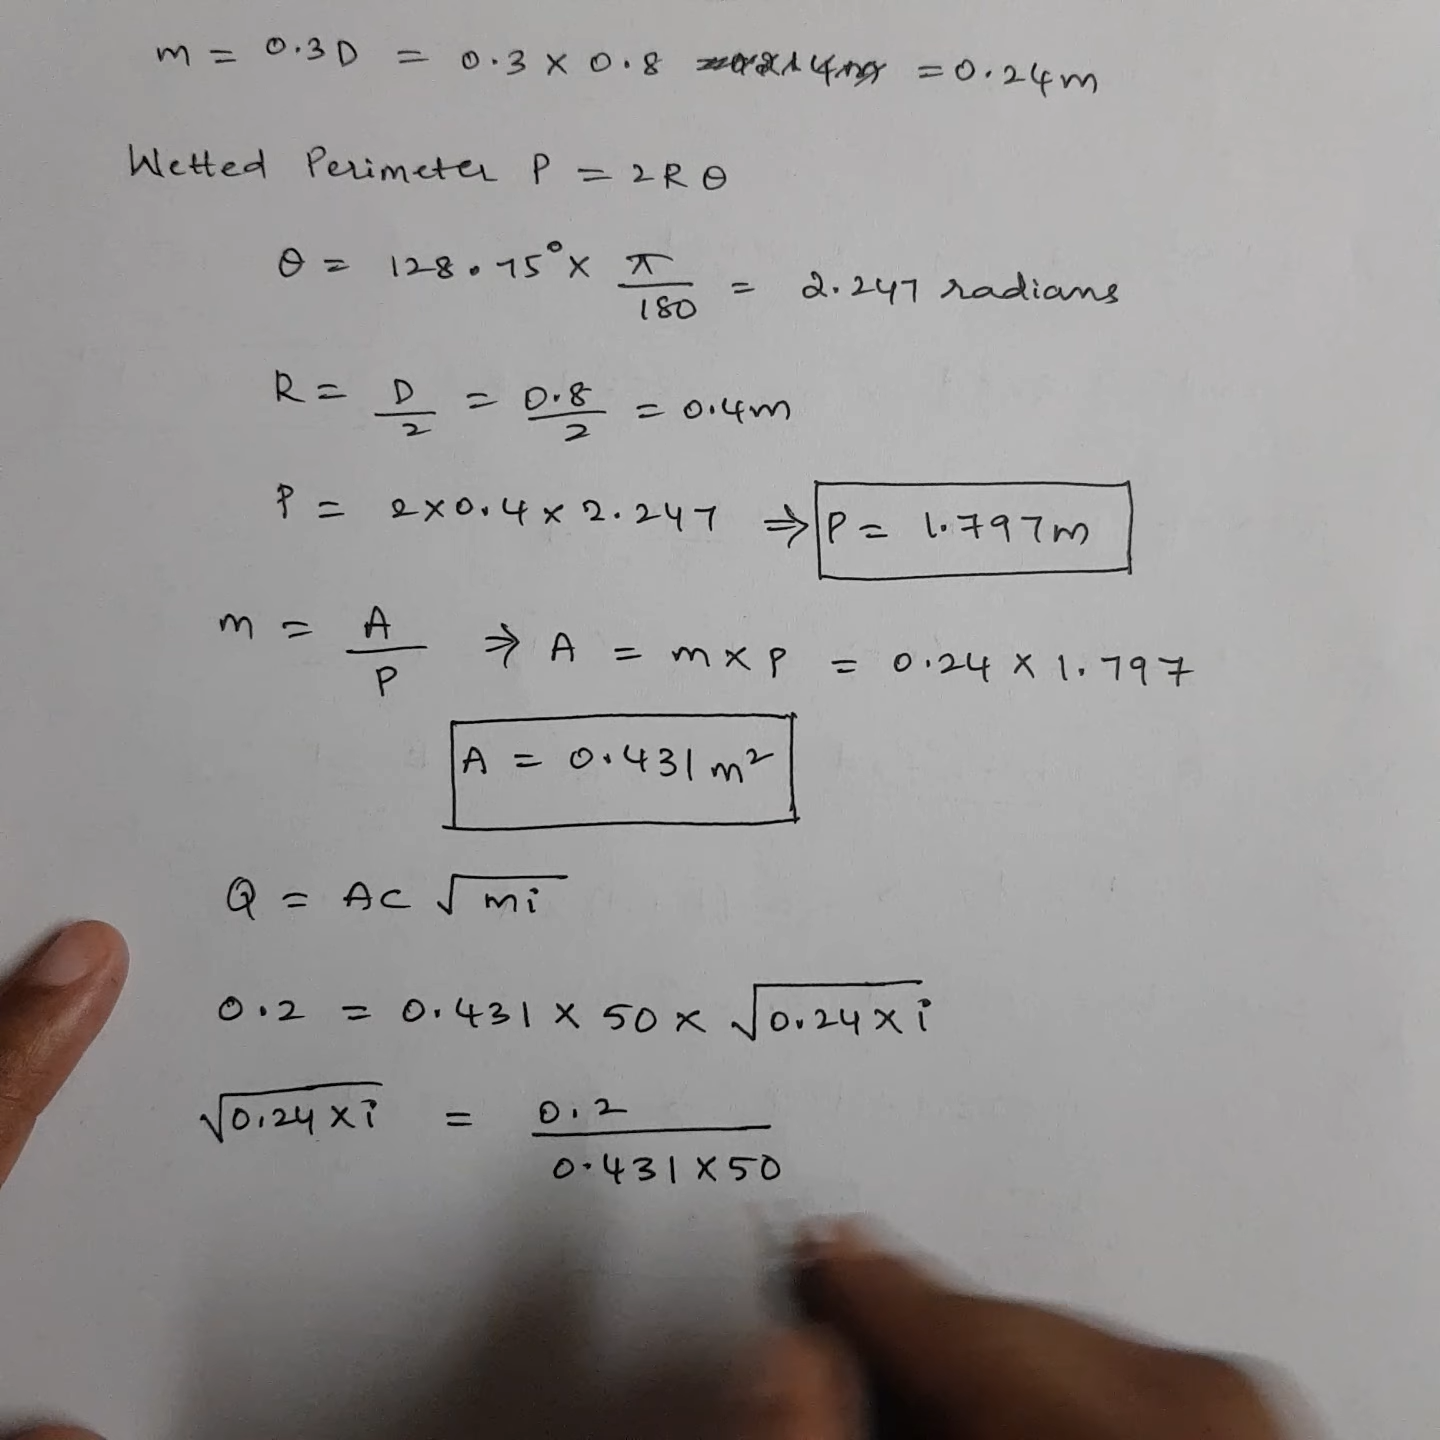 m = 0.3D = 0.3 × 0.8 = 0.24m
Wetted Perimeter P = 2Rθ
θ = 128.75° × π/180 = 2.247 radians
R = D/2 = 0.8/2 = 0.4m
P = 2×0.4×2.247 ⇒ P = 1.797m
m = A/P ⇒ A = m×P = 0.24 × 1.797
A = 0.431 m²
Q = AC √mi
0.2 = 0.431 × 50 × √0.24×i
√0.24×i = 0.2/0.431×50